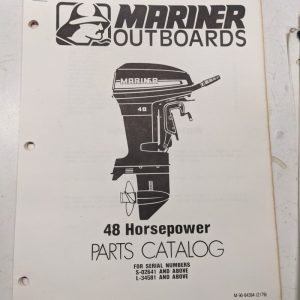 MARINER
OUTBOARDS
MARINER
48
48 Horsepower
PARTS CATALOG
FOR SERIAL NUMBERS
S-02641 AND ABOVE
L-34581 AND ABOVE